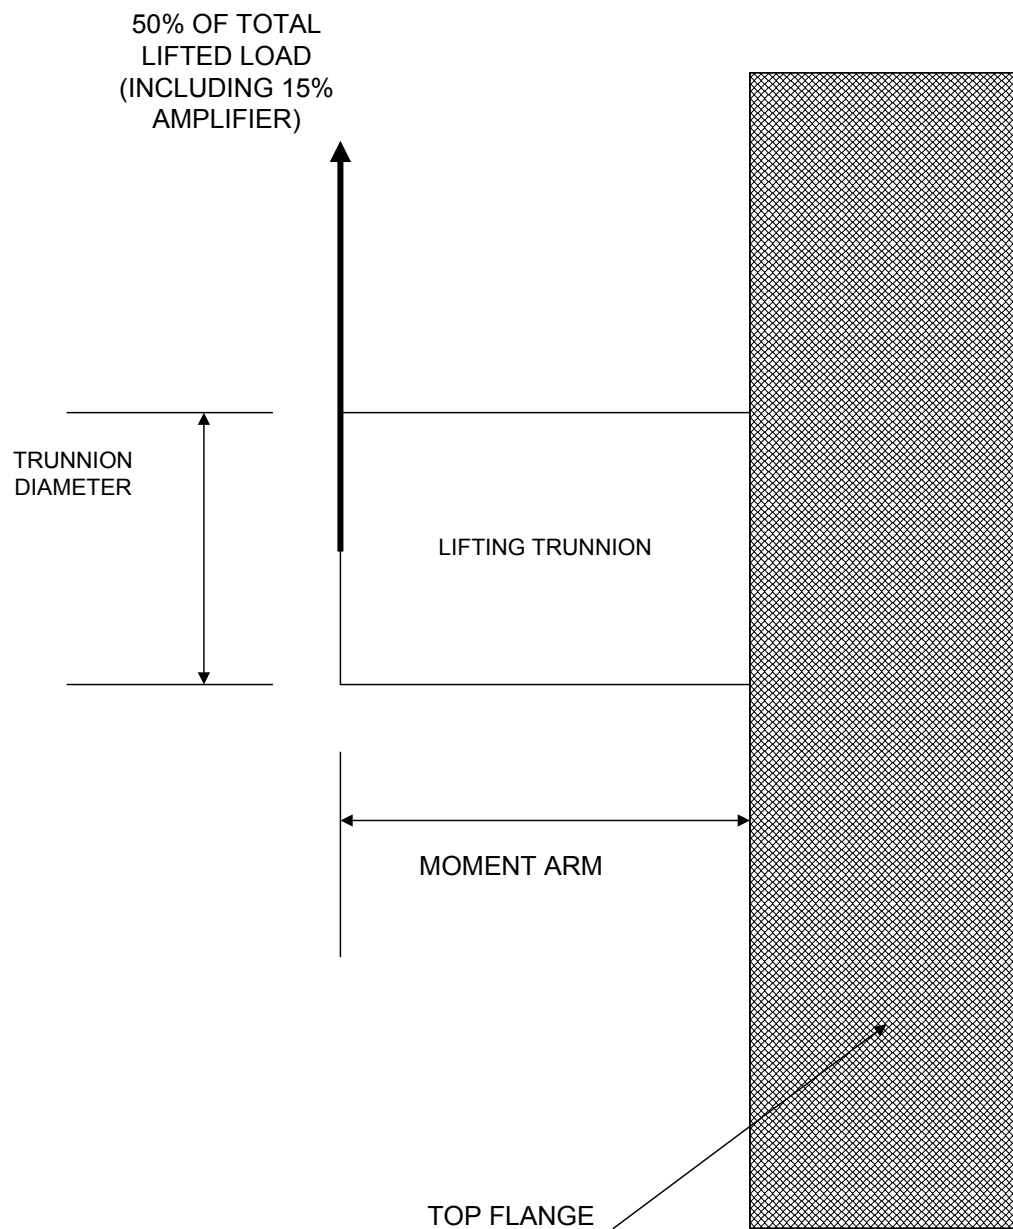 50% OF TOTAL
LIFTED LOAD
(INCLUDING 15%
AMPLIFIER)
TRUNNION
DIAMETER
LIFTING TRUNNION
MOMENT ARM
TOP FLANGE